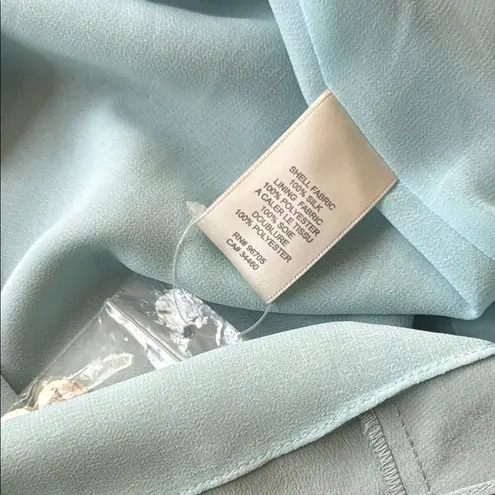 SHELL FABRIC
100% SILK
LINING FABRIC
100% POLYESTER
A CALER LE TISSU
100% SOIE
DOUBLURE
100% POLYESTER
RN# 96705
CA# 34460